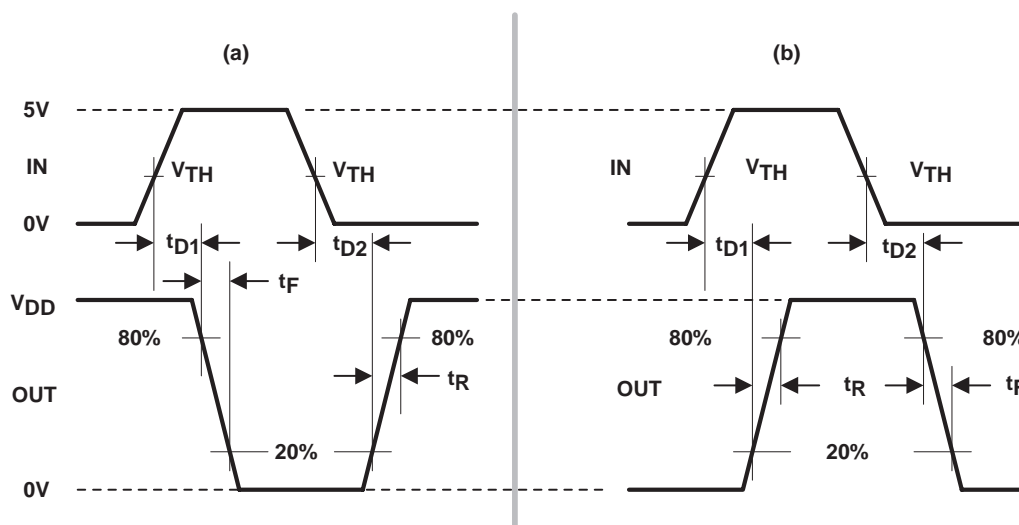 (a)
5V
IN
VTH
VTH
0V
tD1
tD2
tF
VDD
80%
80%
tR
OUT
20%
0V
(b)
IN
VTH
VTH
tD1
tD2
80%
80%
OUT
tR
tF
20%